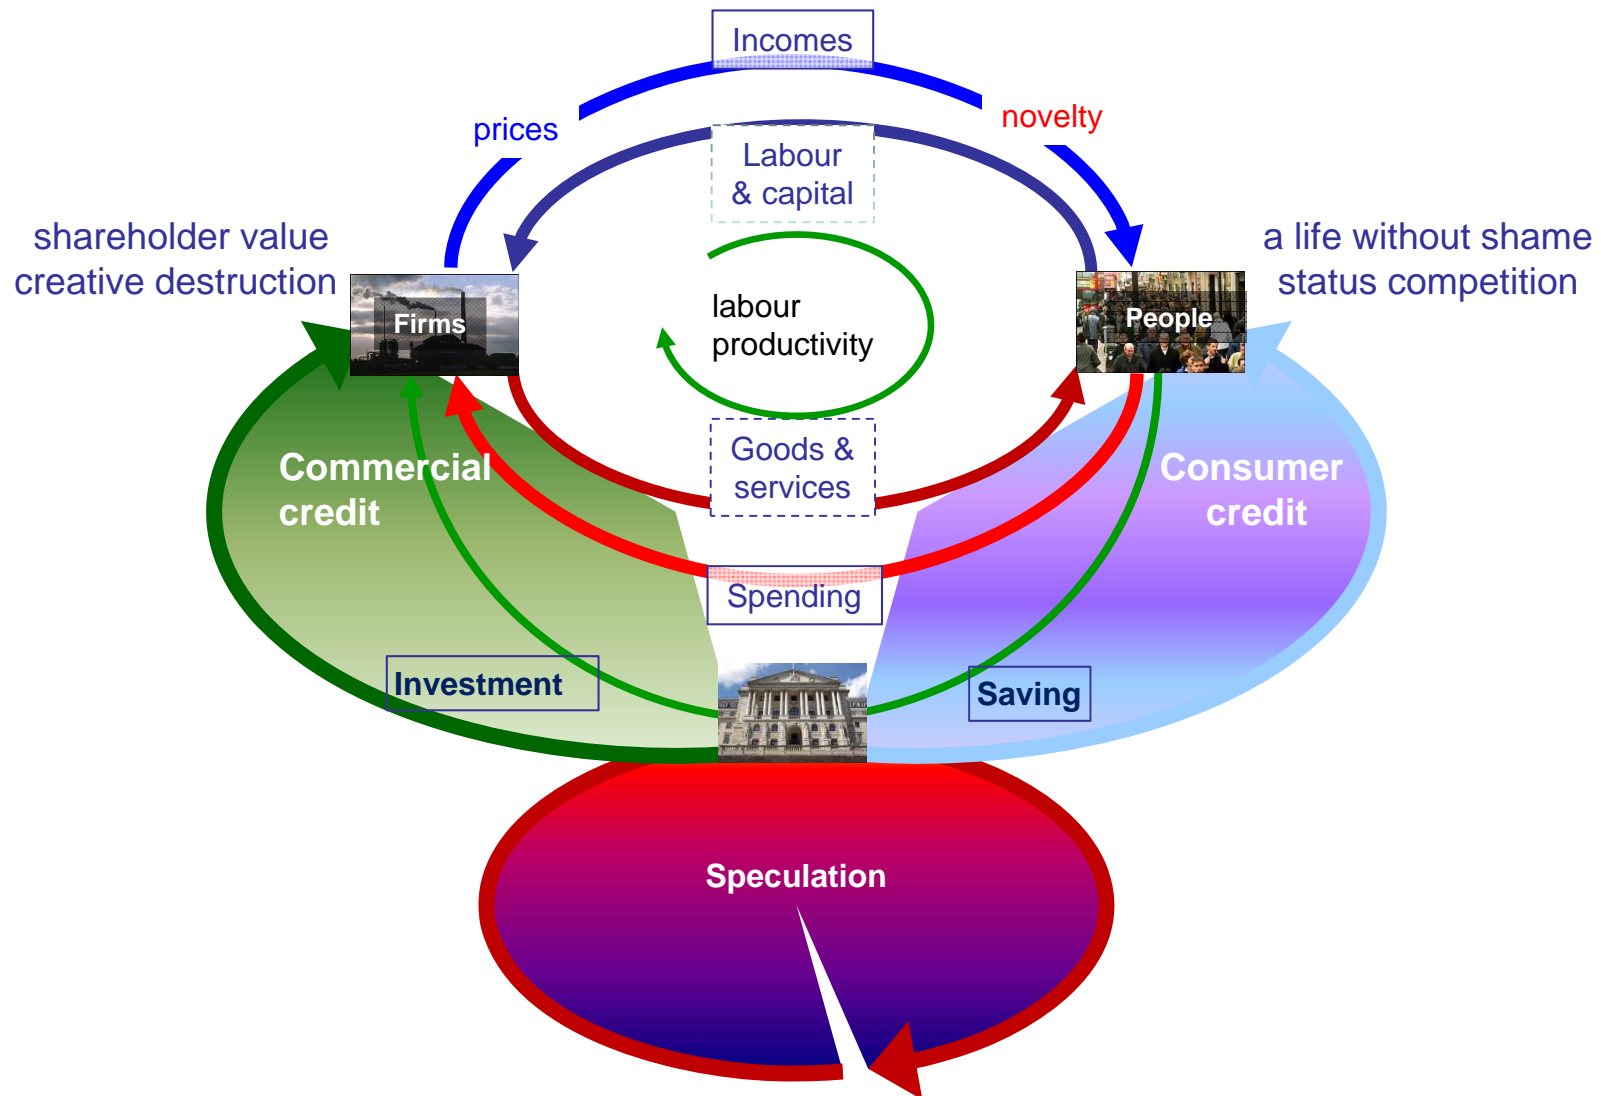 Incomes
prices
novelty
Labour
& capital
shareholder value
creative destruction
a life without shame
status competition
Firms
labour
productivity
People
Goods &
services
Commercial
credit
Consumer
credit
Spending
Investment
Saving
Speculation